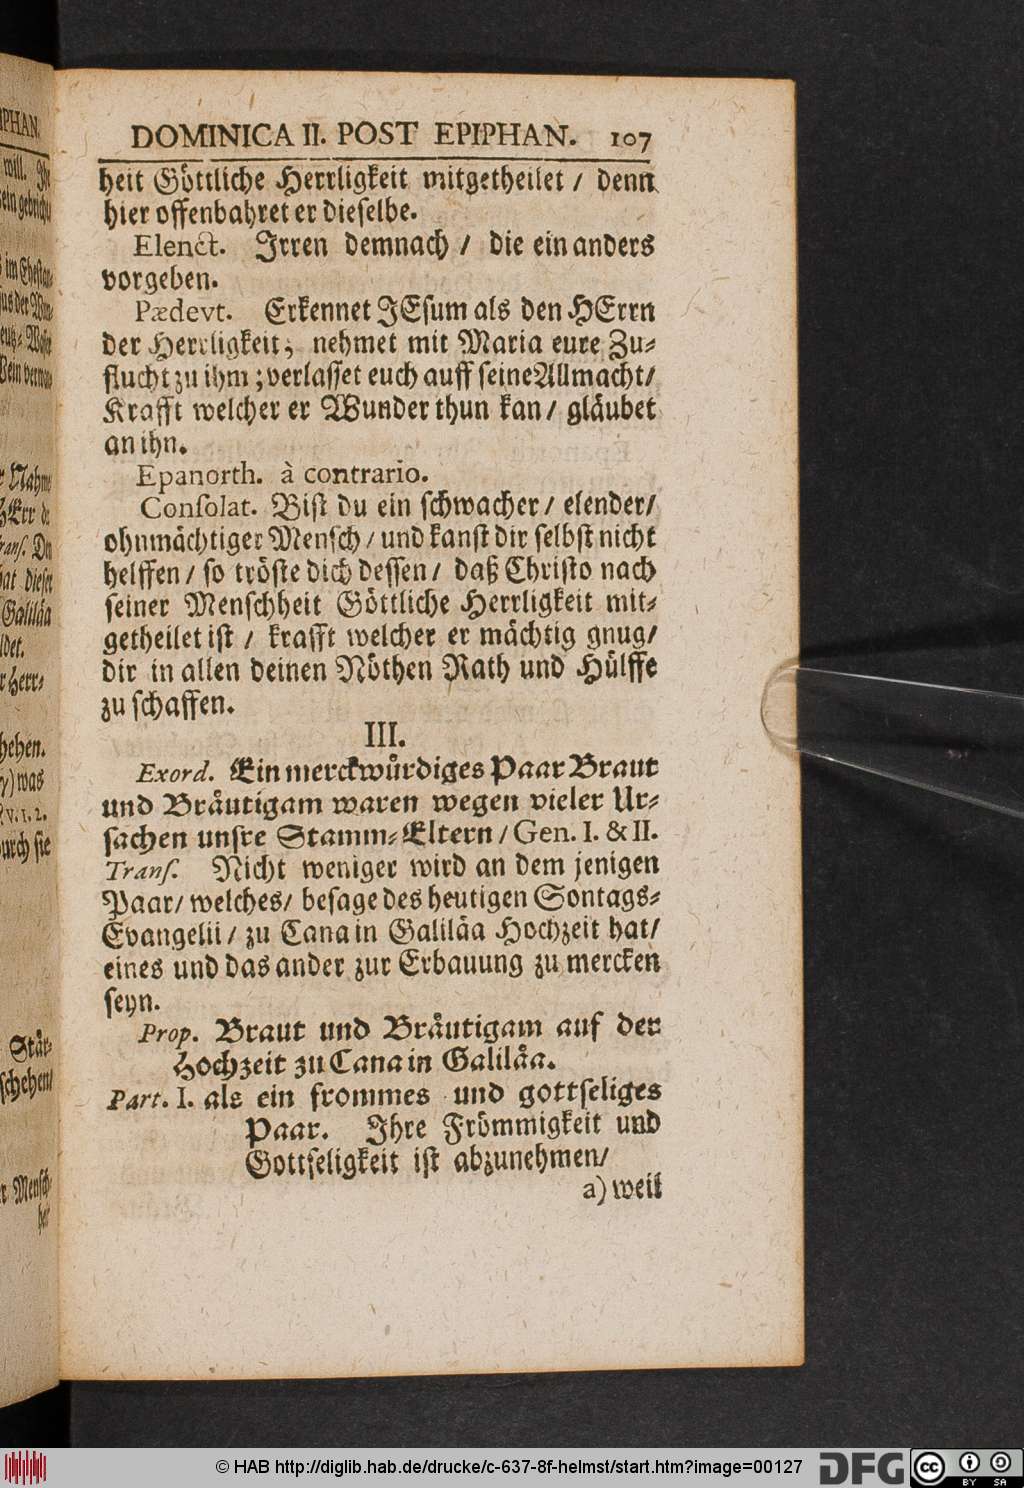 DOMINICA II. POST EPIPHAN. 107
heit Göttliche Herrligkeit mitgetheilet / denn
hier offenbahret er dieselbe.
Elenct. Irren demnach / die ein anders
vorgeben.
Pædevt. Erkennet JEsum als den HErrn
der Herrligkeit, nehmet mit Maria eure Zu-
flucht zu ihm; verlasset euch auff seine Allmacht/
Krafft welcher er Wunder thun kan / gläubet
an ihn.
Epanorth. à contrario.
Consolat. Bist du ein schwacher / elender/
ohnmächtiger Mensch / und kanst dir selbst nicht
helffen / so tröste dich dessen / daß Christo nach
seiner Menschheit Göttliche Herrligkeit mit-
getheilet ist / krafft welcher er mächtig gnug/
dir in allen deinen Nöthen Rath und Hülffe
zu schaffen.
III.
Exord. Ein merckwürdiges Paar Braut
und Bräutigam waren wegen vieler Ur-
sachen unsre Stamm-Eltern / Gen. I. & II.
Trans. Nicht weniger wird an dem jenigen
Paar/ welches/ besage des heutigen Sontags-
Evangelii / zu Cana in Galiläa Hochzeit hat/
eines und das ander zur Erbauung zu mercken
seyn.
Prop. Braut und Bräutigam auf der
Hochzeit zu Cana in Galiläa.
Part. I. als ein frommes und gottseliges
Paar. Ihre Frömmigkeit und
Gottseligkeit ist abzunehmen/
a) weil
© HAB http://diglib.hab.de/drucke/c-637-8f-helmst/start.htm?image=00127
DFG
cc BY SA